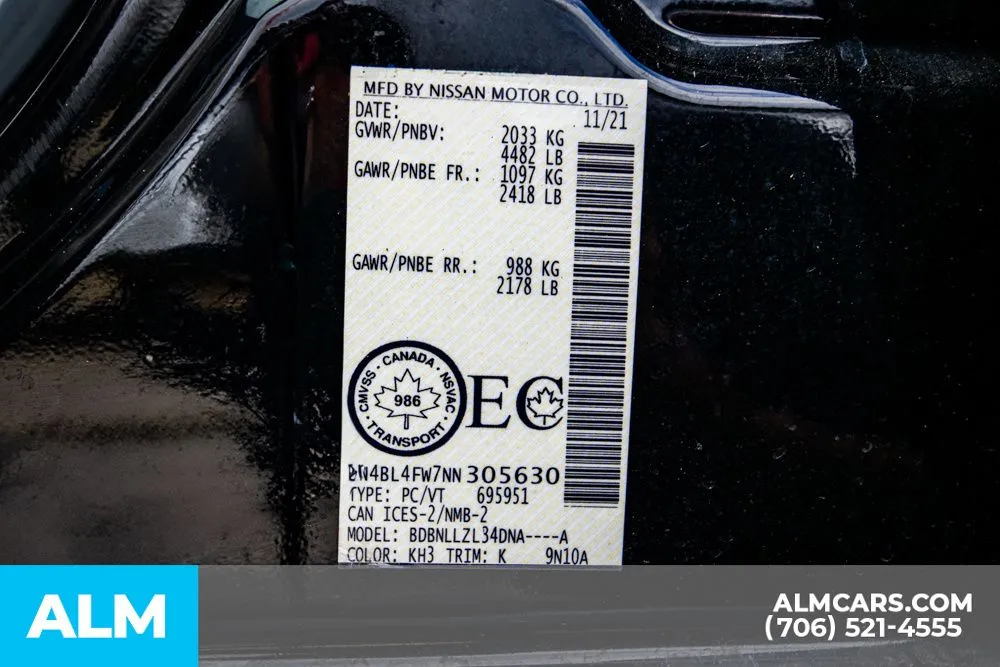 MFD BY NISSAN MOTOR CO., LTD.
DATE: 11/21
GVWR/PNBV: 2033 KG
4482 LB
GAWR/PNBE FR.: 1097 KG
2418 LB
GAWR/PNBE RR.: 988 KG
2178 LB
CMVSS · CANADA · NSVAC
986
· TRANSPORT ·
EC
TYPE: PC/VT 695951
CAN ICES-2/NMB-2
MODEL: BDBNLLZL34DNA----A
COLOR: KH3 TRIM: K 9N10A
ALM
ALMCARS.COM
(706) 521-4555